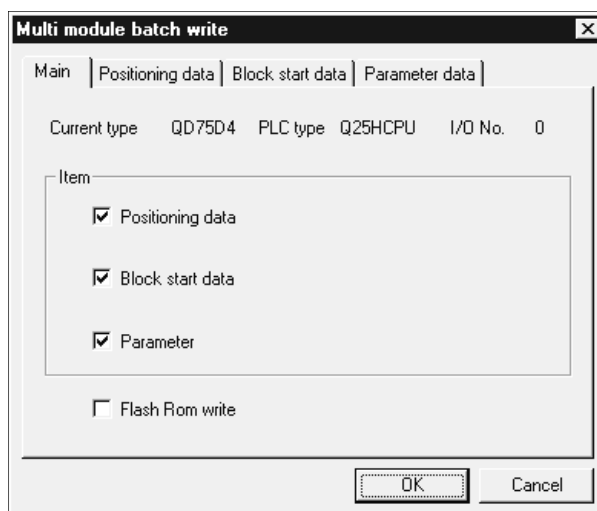 Multi module batch write
Main Positioning data Block start data Parameter data
Current type QD75D4 PLC type Q25HCPU I/O No. 0
Item
Positioning data
Block start data
Parameter
Flash Rom write
OK Cancel